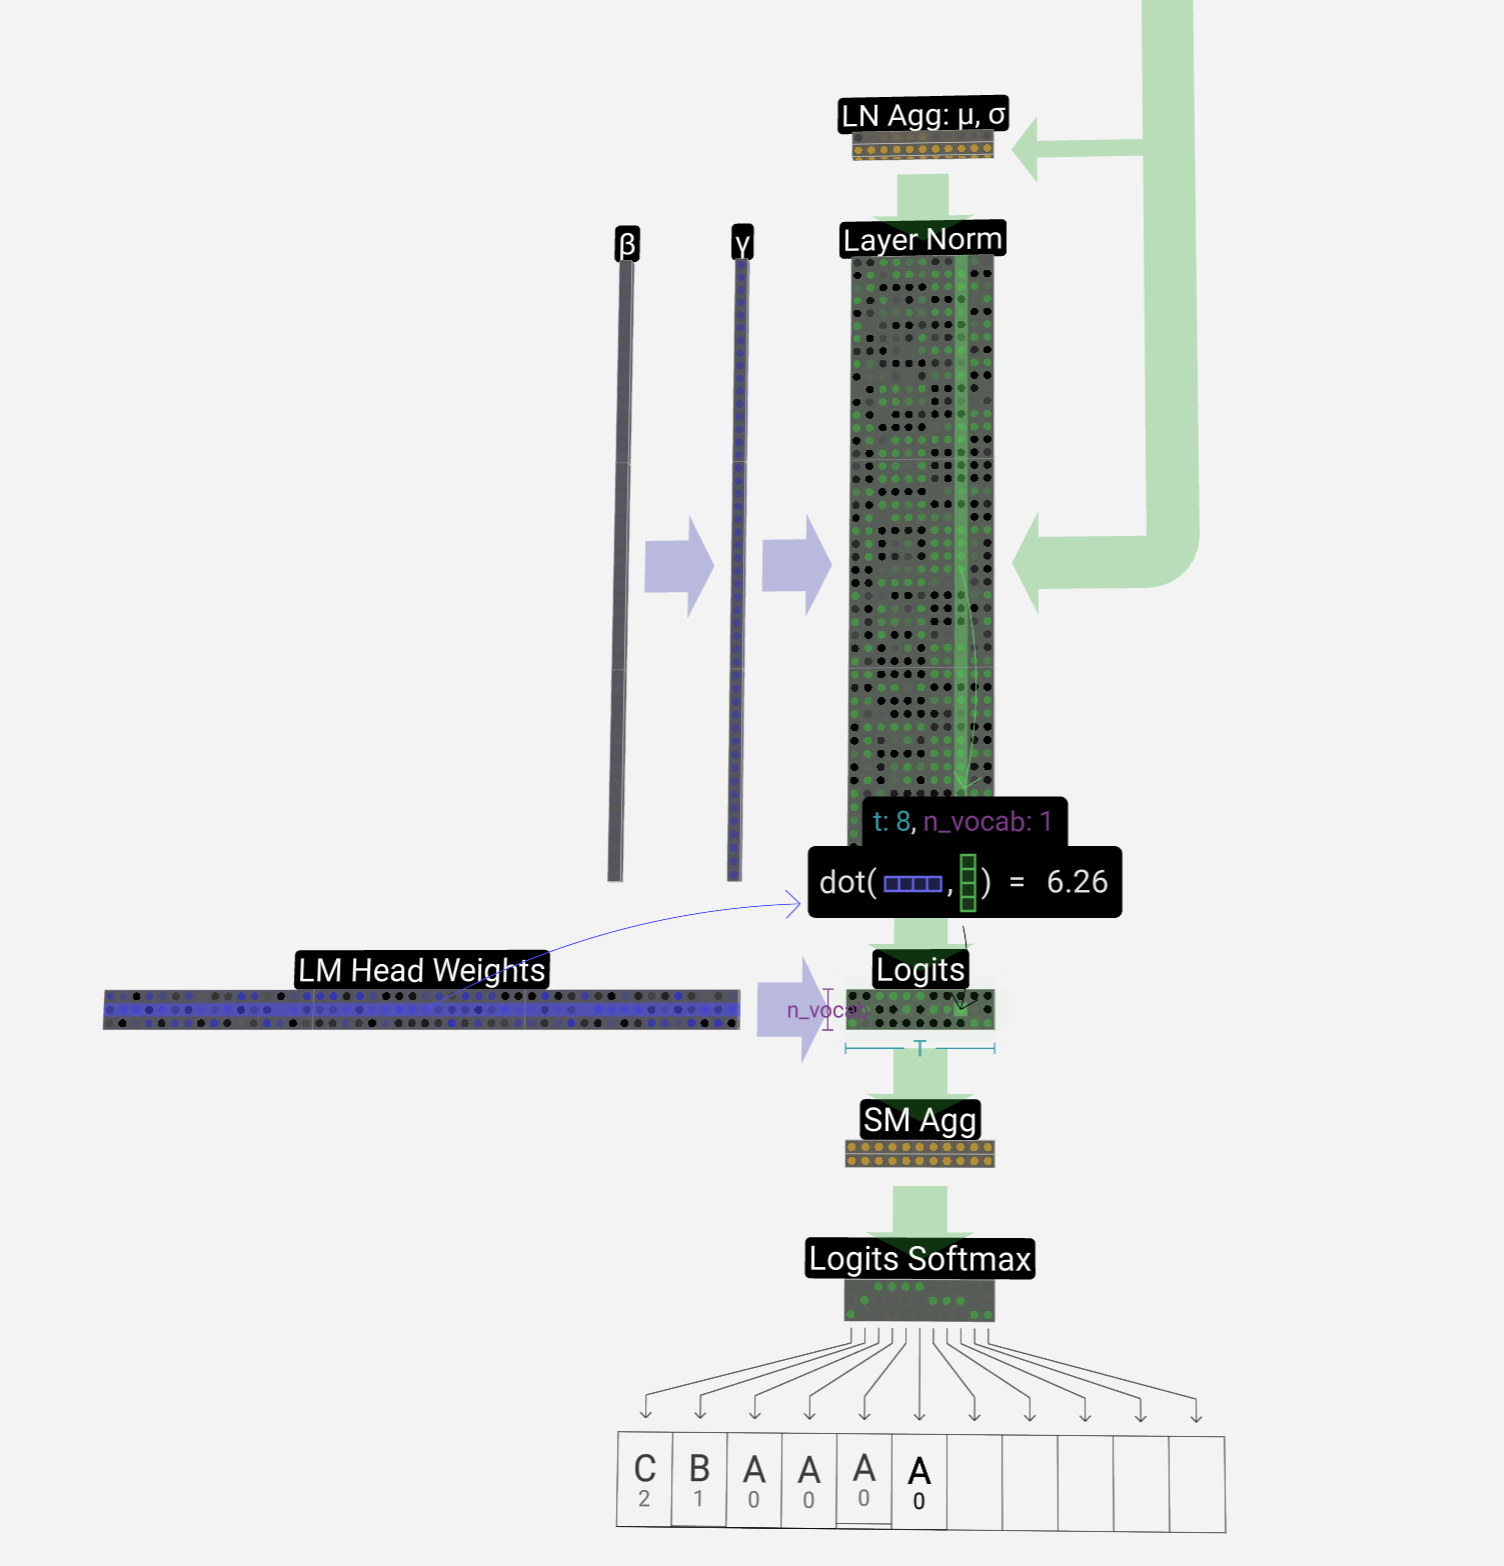 LN Agg: μ, σ
β
γ
Layer Norm
t: 8, n_vocab: 1
dot( , ) = 6.26
LM Head Weights
Logits
n_vocab
T
SM Agg
Logits Softmax
C B A A A A
2 1 0 0 0 0